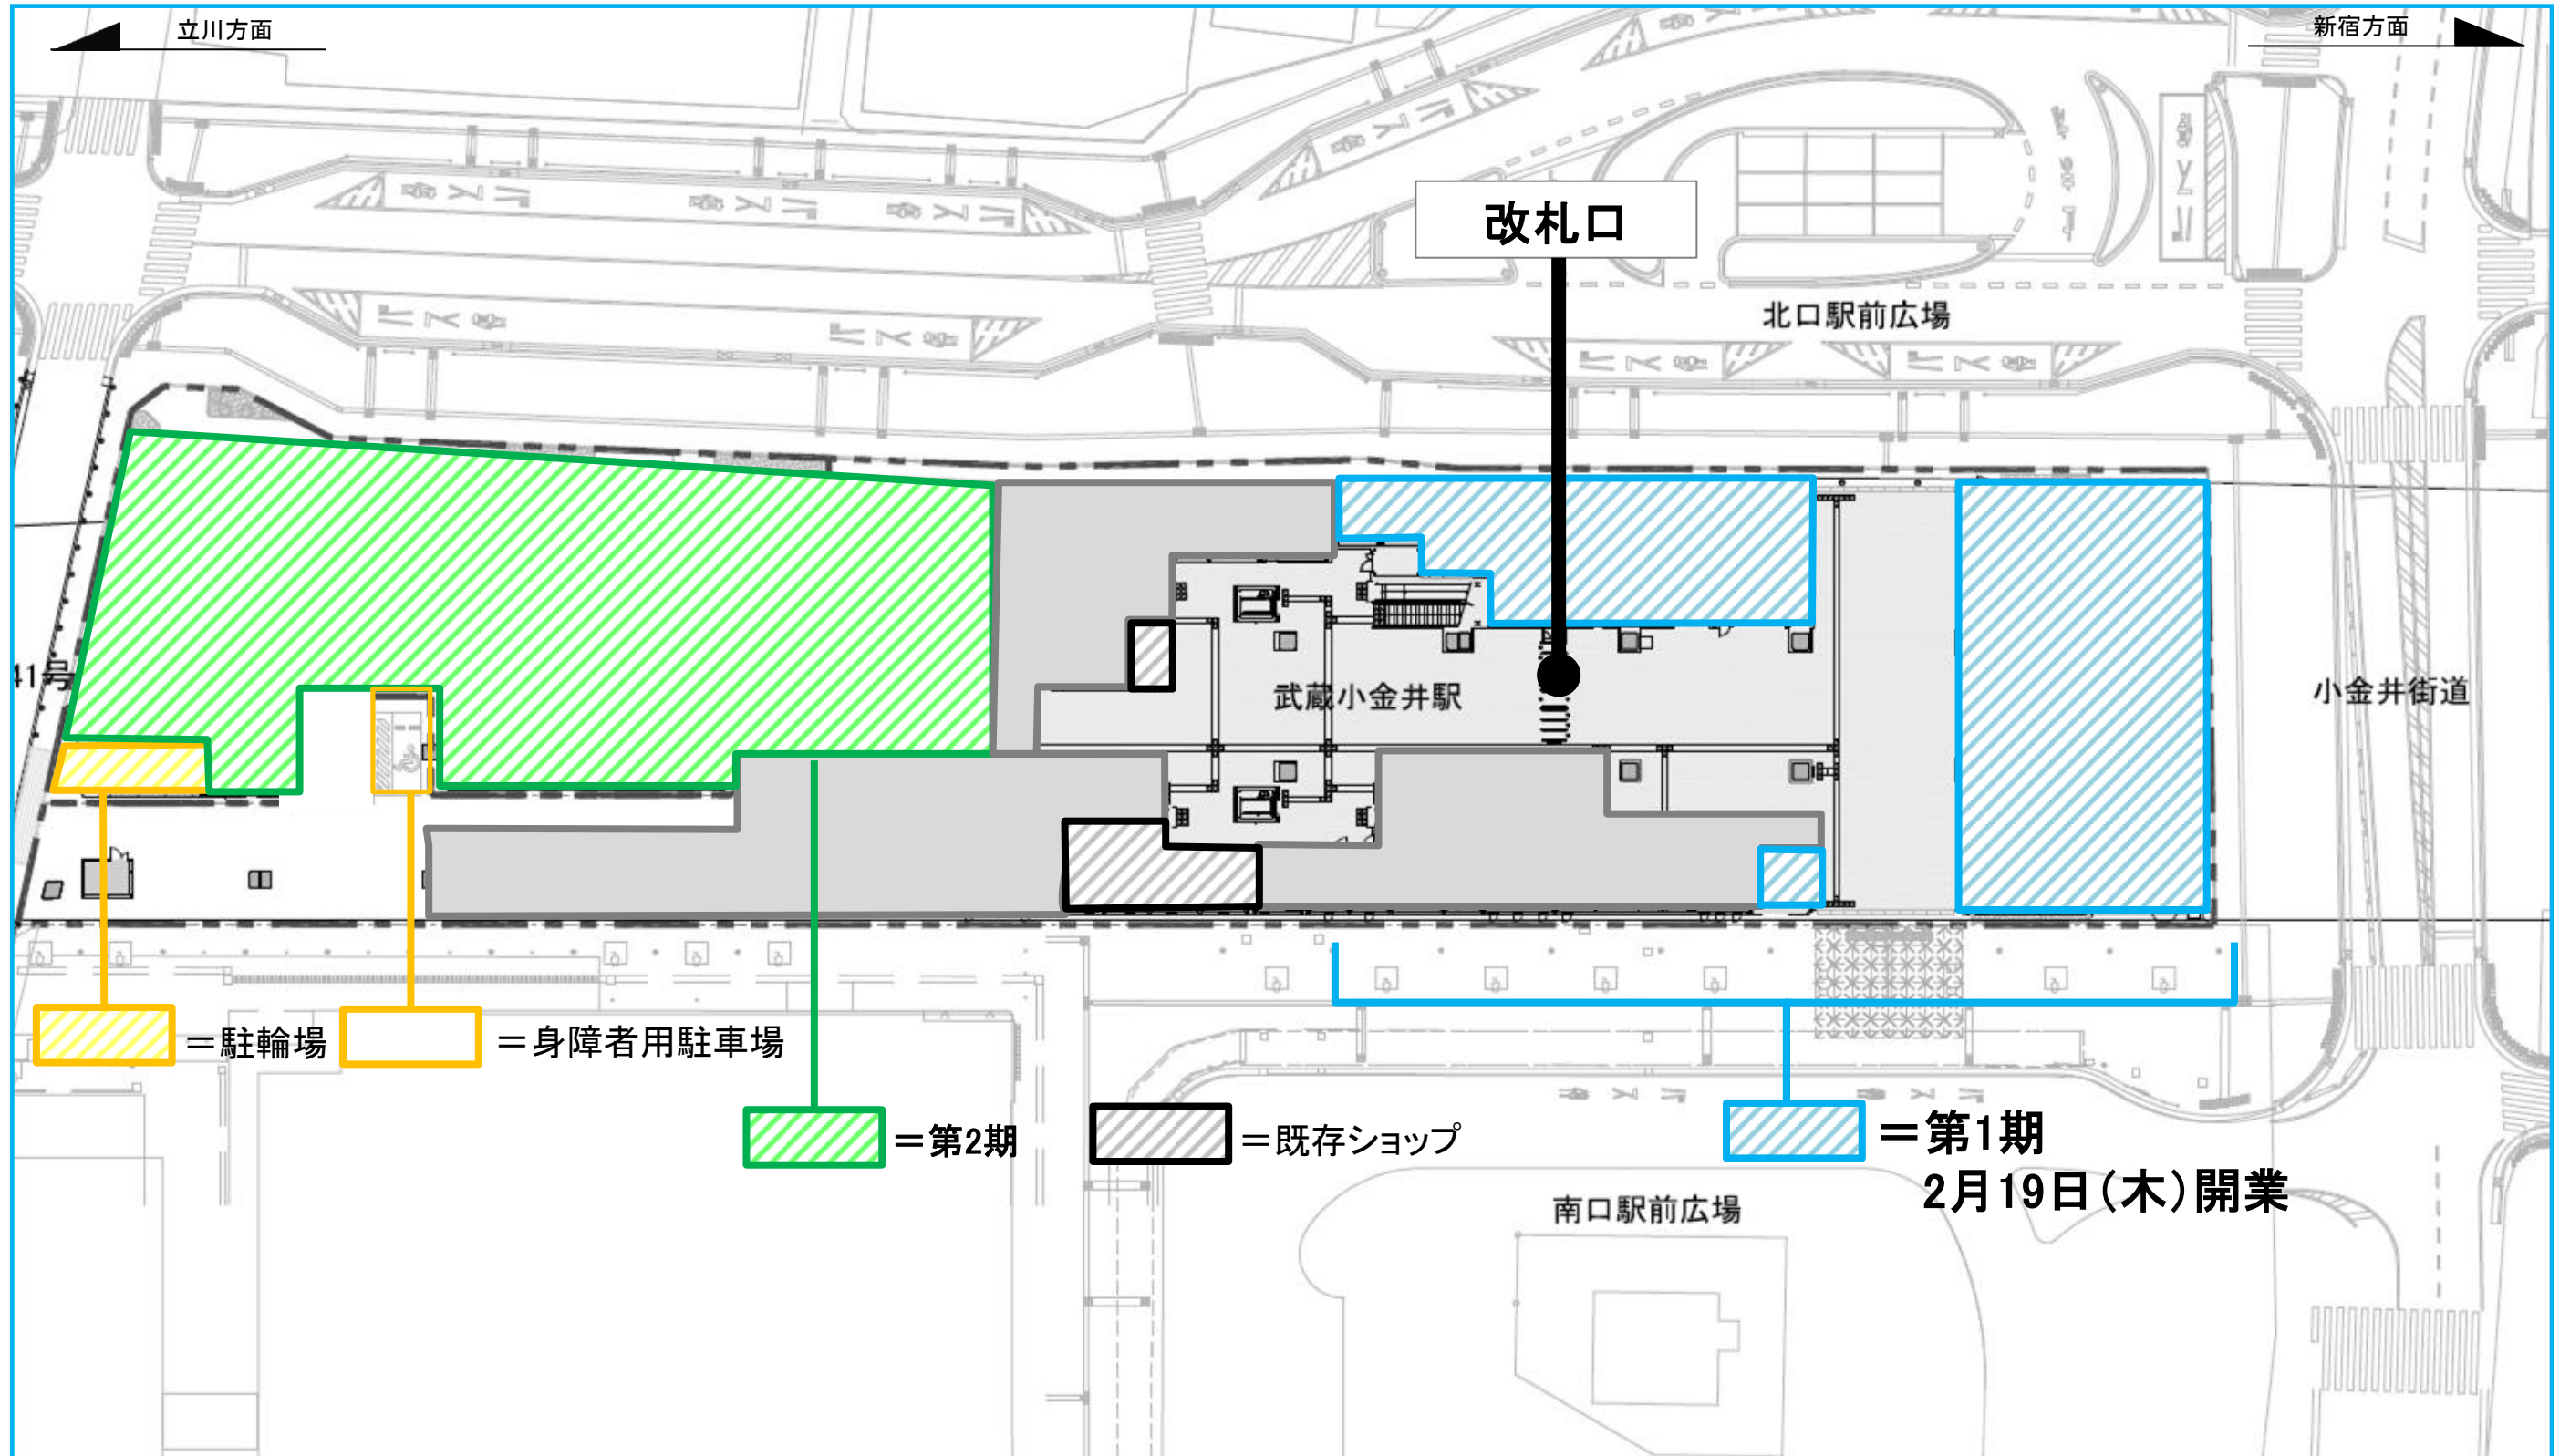 立川方面
新宿方面
改札口
北口駅前広場
41号
武蔵小金井駅
小金井街道
＝駐輪場
＝身障者用駐車場
＝第2期
＝既存ショップ
＝第1期
2月19日(木)開業
南口駅前広場